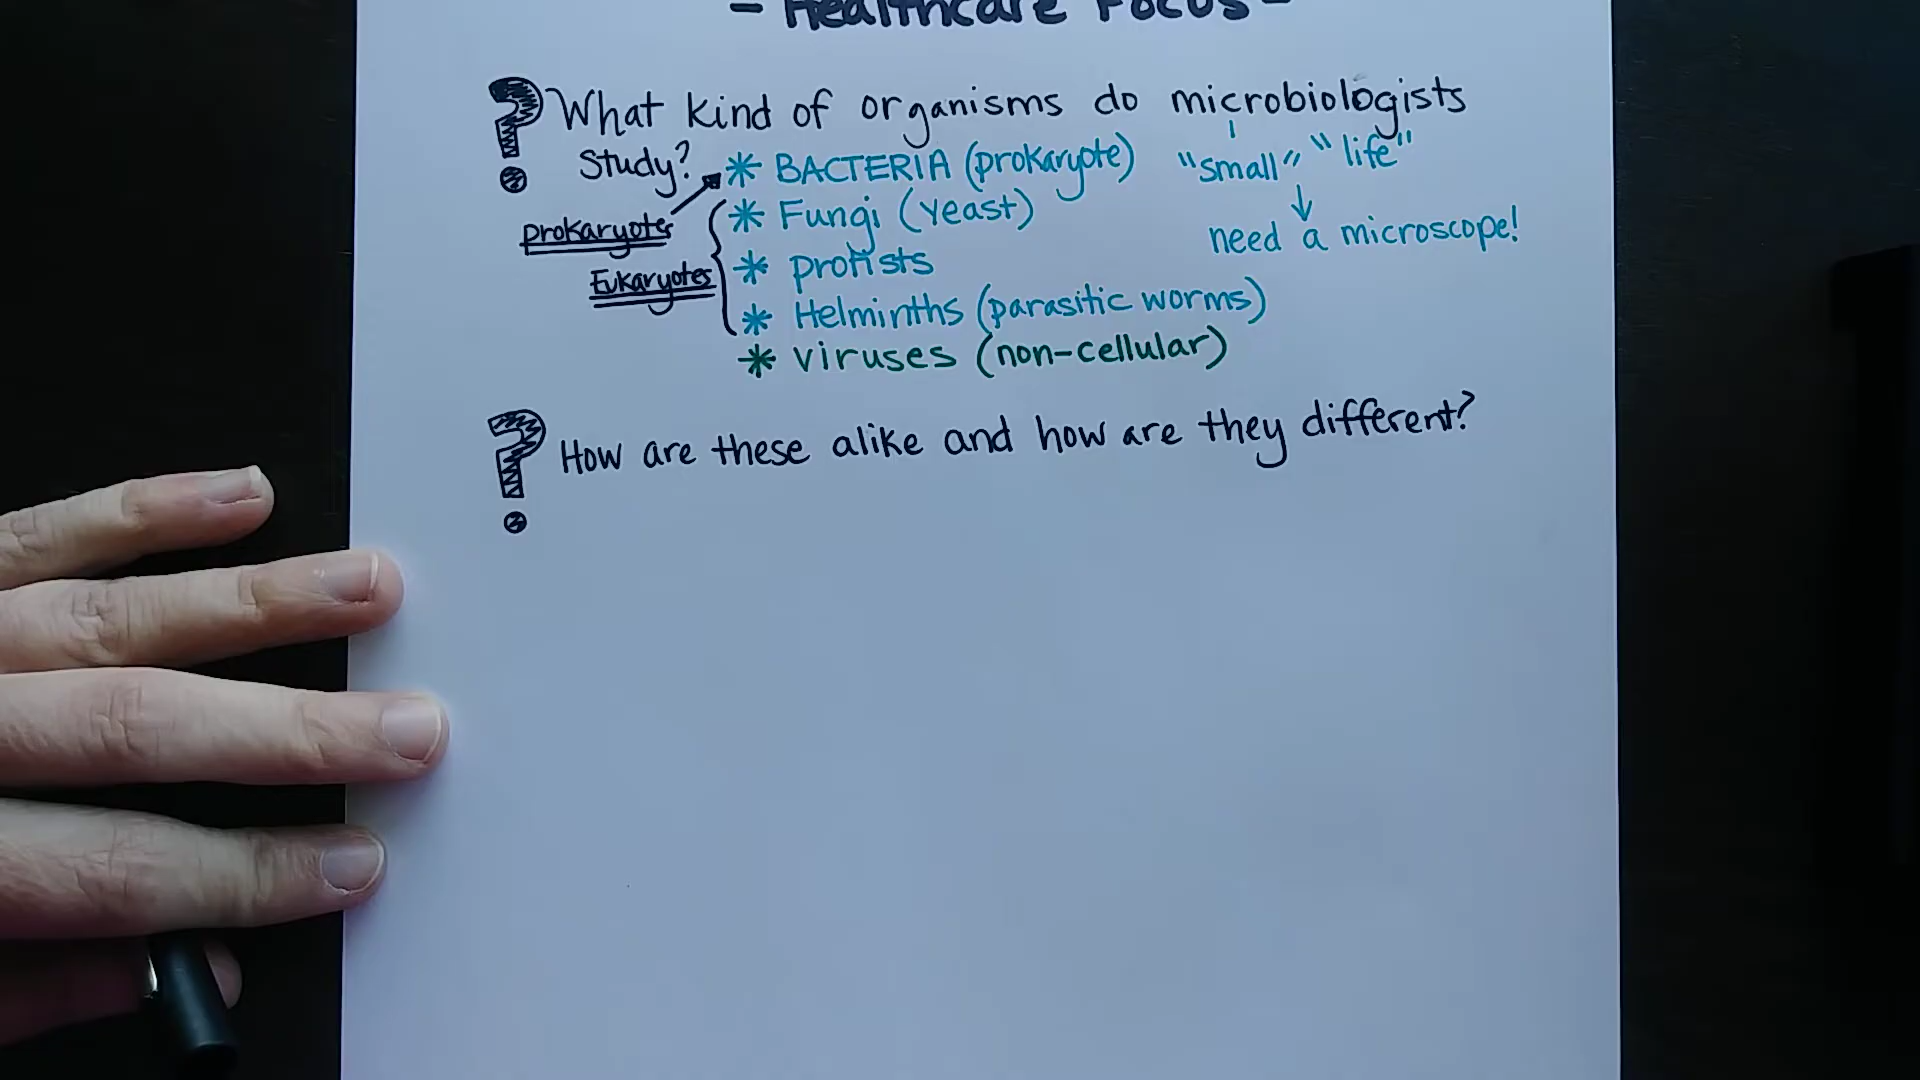 - Healthcare Focus -
? What kind of organisms do microbiologists
study? * BACTERIA (prokaryote) "small" "life"
prokaryotes * Fungi (yeast) need a microscope!
Eukaryotes * protists
* Helminths (parasitic worms)
* viruses (non-cellular)
? How are these alike and how are they different?